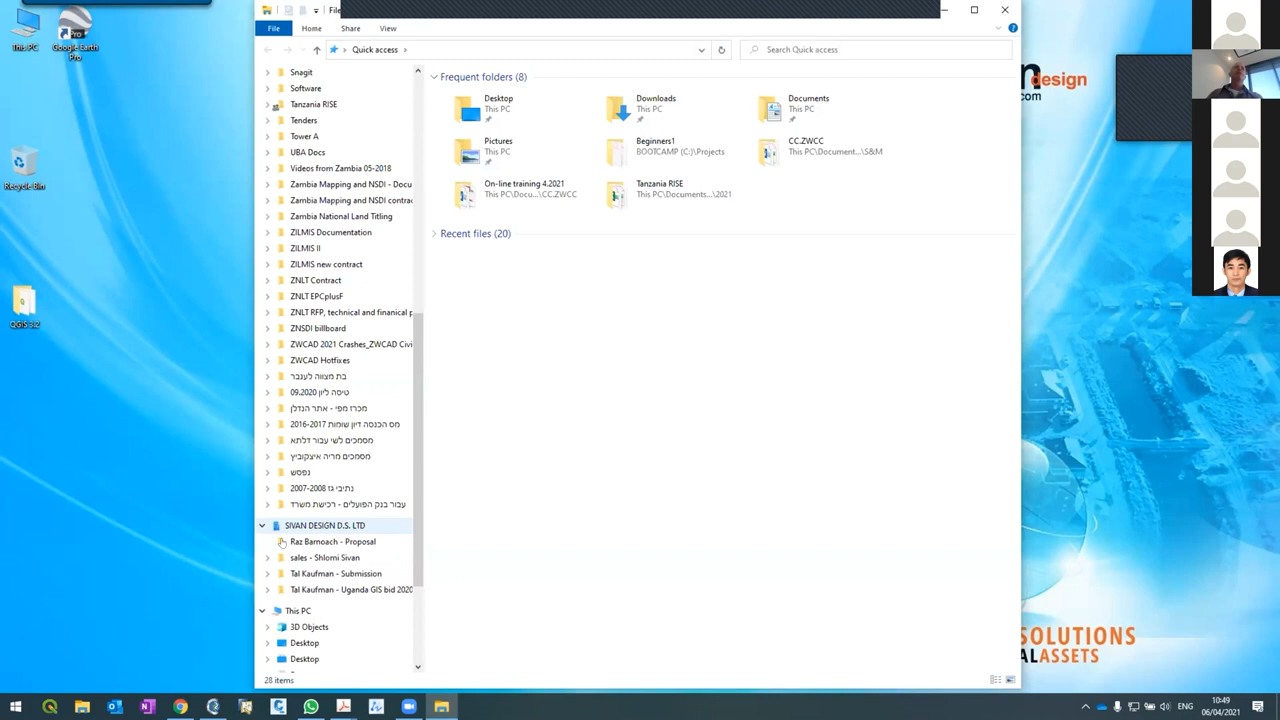 This PC
Google Earth
Pro
Recycle Bin
QGIS 3.2
File
File
Home
Share
View
Quick access
Search Quick access
Snagit
Software
Tanzania RISE
Tenders
Tower A
UBA Docs
Videos from Zambia 05-2018
Zambia Mapping and NSDI - Docu
Zambia Mapping and NSDI contrac
Zambia National Land Titling
ZILMIS Documentation
ZILMIS II
ZILMIS new contract
ZNLT Contract
ZNLT EPCplusF
ZNLT RFP, technical and finanical p
ZNSDI billboard
ZWCAD 2021 Crashes_ZWCAD Civi
ZWCAD Hotfixes
בת מצווה לענבר
טיסה ליון 09.2020
מכרז מפי - אתר הנדלן
מס הכנסה דיון שומות 2016-2017
מסמכים לשי עבור דלתא
מסמכים מריה איצקוביץ
נפסש
נתיבי גז 2007-2008
עבור בנק הפועלים - רכישת משרד
SIVAN DESIGN D.S. LTD
Raz Barnoach - Proposal
sales - Shlomi Sivan
Tal Kaufman - Submission
Tal Kaufman - Uganda GIS bid 2020
This PC
3D Objects
Desktop
Desktop
28 items
Frequent folders (8)
Desktop
This PC
Downloads
This PC
Documents
This PC
Pictures
This PC
Beginners1
BOOTCAMP (C:)\Projects
CC.ZWCC
This PC\Document...\S&M
On-line training 4.2021
This PC\Docu...\CC.ZWCC
Tanzania RISE
This PC\Documents...\2021
Recent files (20)
design
.com
SOLUTIONS
AL ASSETS
ENG
10:49
06/04/2021